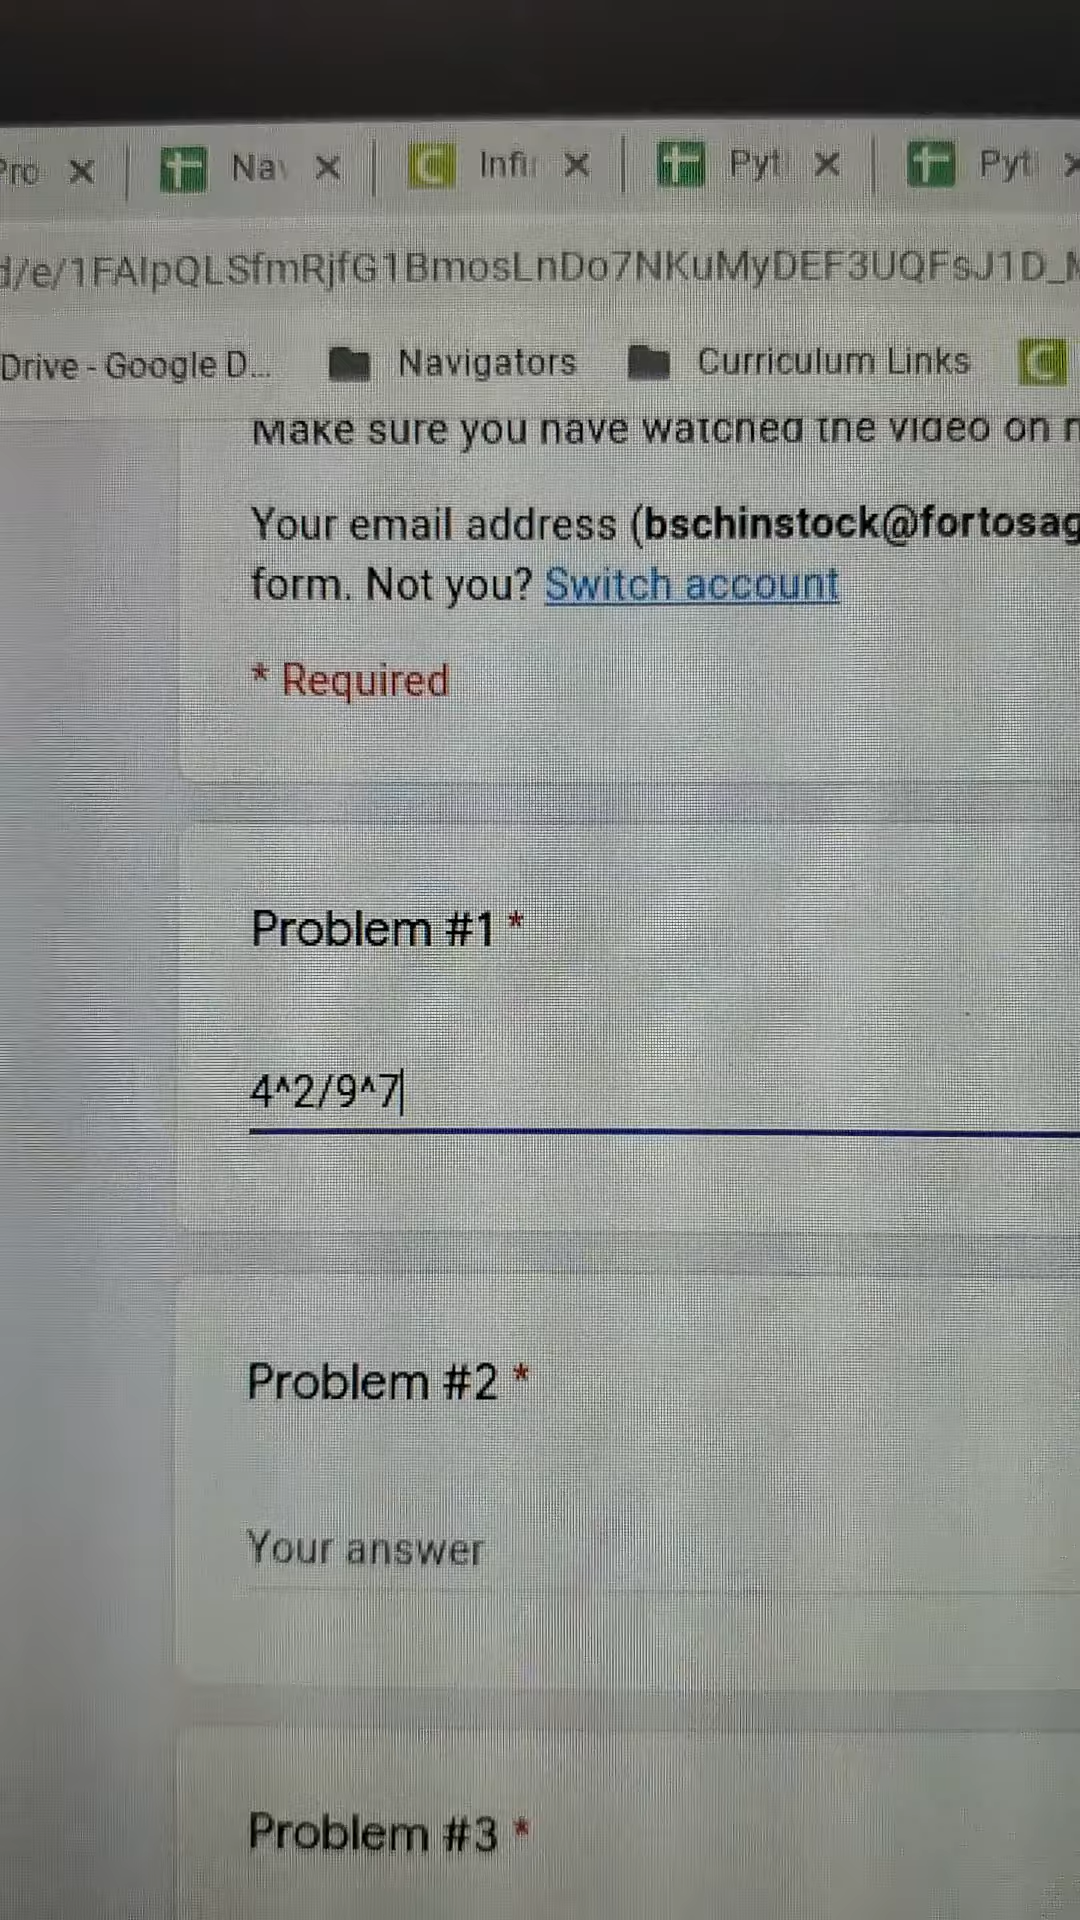 Pro
Nav
Infi
Pyt
Pyt
d/e/1FAIpQLSfmRjfG1BmosLnDo7NKuMyDEF3UQFsJ1D_
Drive - Google D...
Navigators
Curriculum Links
Make sure you have watched the video on
Your email address (bschinstock@fortosag
form. Not you? Switch account
* Required
Problem #1 *
4^2/9^7
Problem #2 *
Your answer
Problem #3 *